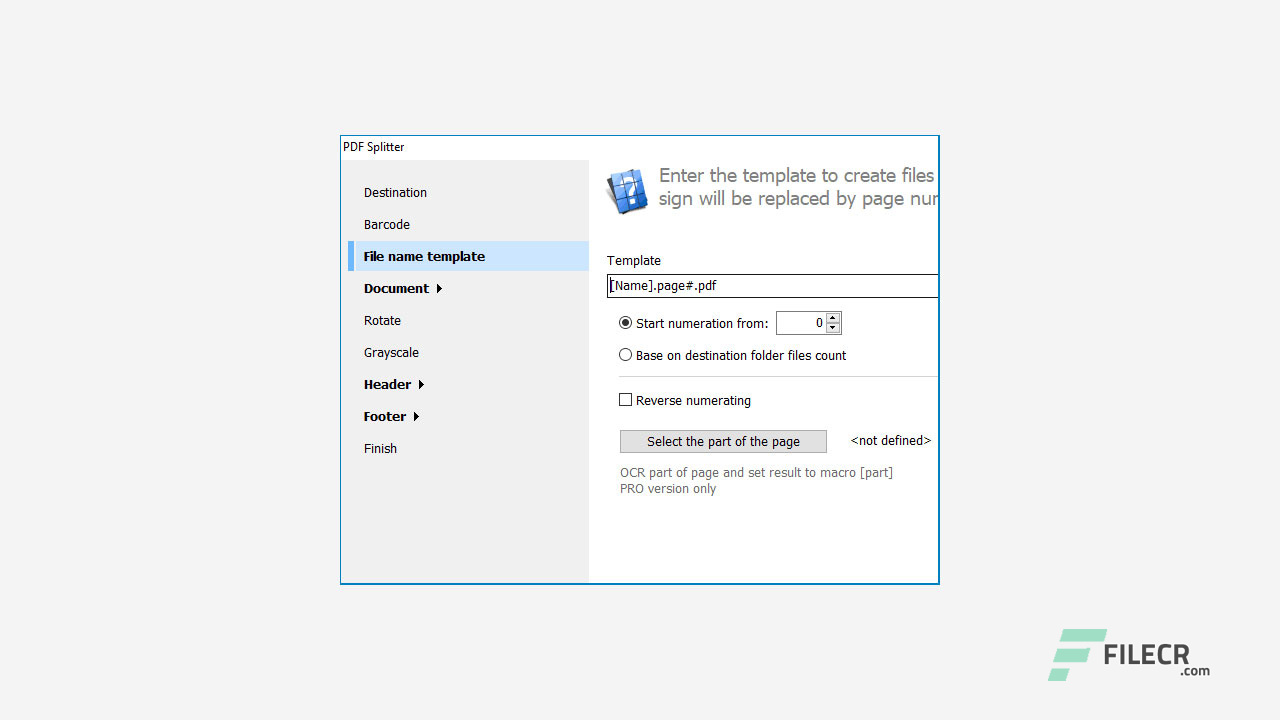 PDF Splitter
Destination
Barcode
File name template
Document
Rotate
Grayscale
Header
Footer
Finish
Enter the template to create files
sign will be replaced by page
Template
[Name].page#.pdf
Start numeration from: 0
Base on destination folder files count
Reverse numerating
Select the part of the page <not defined>
OCR part of page and set result to macro [part]
PRO version only
FILECR
.com